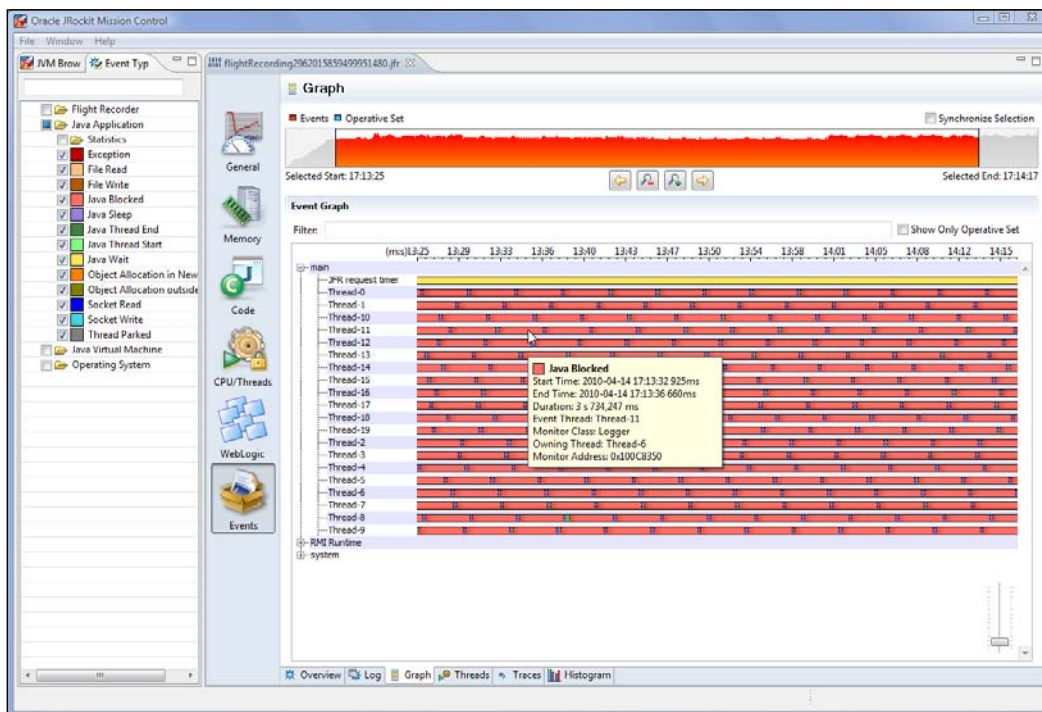 Oracle JRockit Mission Control
File Window Help
JVM Brow Event Typ
flightRecording2962015859499951480.jfr
Flight Recorder
Java Application
Statistics
Exception
File Read
File Write
Java Blocked
Java Sleep
Java Thread End
Java Thread Start
Java Wait
Object Allocation in New
Object Allocation outside
Socket Read
Socket Write
Thread Parked
Java Virtual Machine
Operating System
General
Memory
Code
CPU/Threads
WebLogic
Events
Graph
Events Operative Set
Synchronize Selection
Selected Start: 17:13:25
Selected End: 17:14:17
Event Graph
Filter:
Show Only Operative Set
(ms)13:25 13:29 13:33 13:36 13:40 13:43 13:47 13:50 13:54 13:58 14:01 14:05 14:08 14:12 14:15
main
JFR request timer
Thread-0
Thread-1
Thread-10
Thread-11
Thread-12
Thread-13
Thread-14
Thread-15
Thread-16
Thread-17
Thread-18
Thread-19
Thread-2
Thread-3
Thread-4
Thread-5
Thread-6
Thread-7
Thread-8
Thread-9
RMI Runtime
system
Java Blocked
Start Time: 2010-04-14 17:13:32 925ms
End Time: 2010-04-14 17:13:36 660ms
Duration: 3 s 734,247 ms
Event Thread: Thread-11
Monitor Class: Logger
Owning Thread: Thread-6
Monitor Address: 0x100C8350
Overview Log Graph Threads Traces Histogram